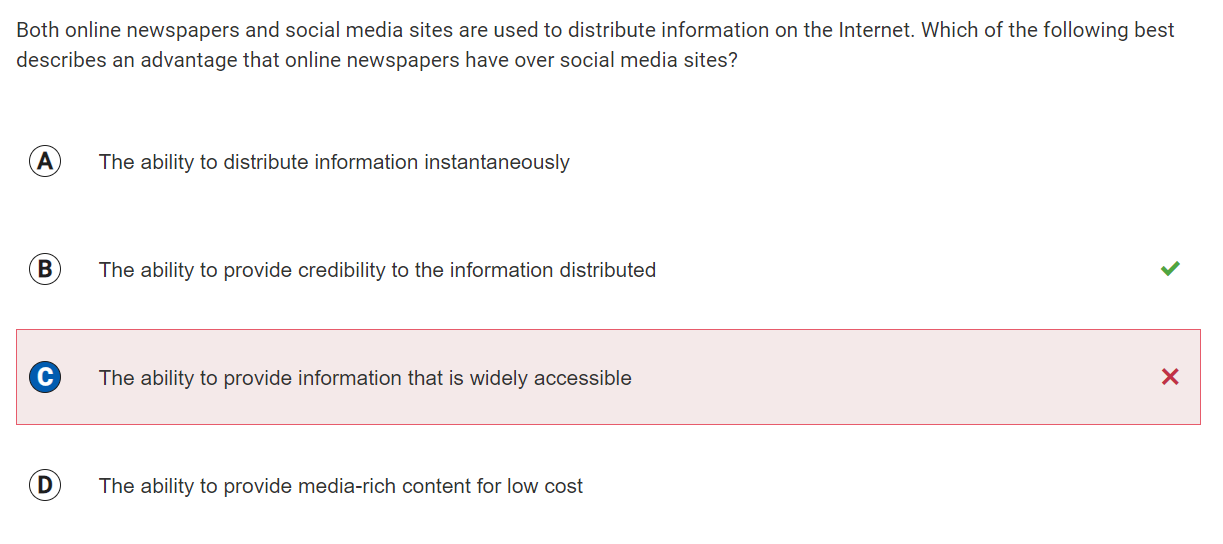 Both online newspapers and social media sites are used to distribute information on the Internet. Which of the following best
describes an advantage that online newspapers have over social media sites?
A The ability to distribute information instantaneously
B The ability to provide credibility to the information distributed
C The ability to provide information that is widely accessible
D The ability to provide media-rich content for low cost